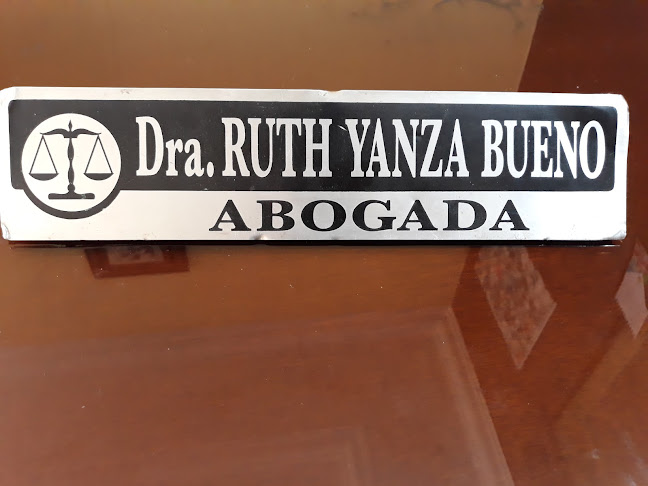 Dra. RUTH YANZA BUENO
ABOGADA